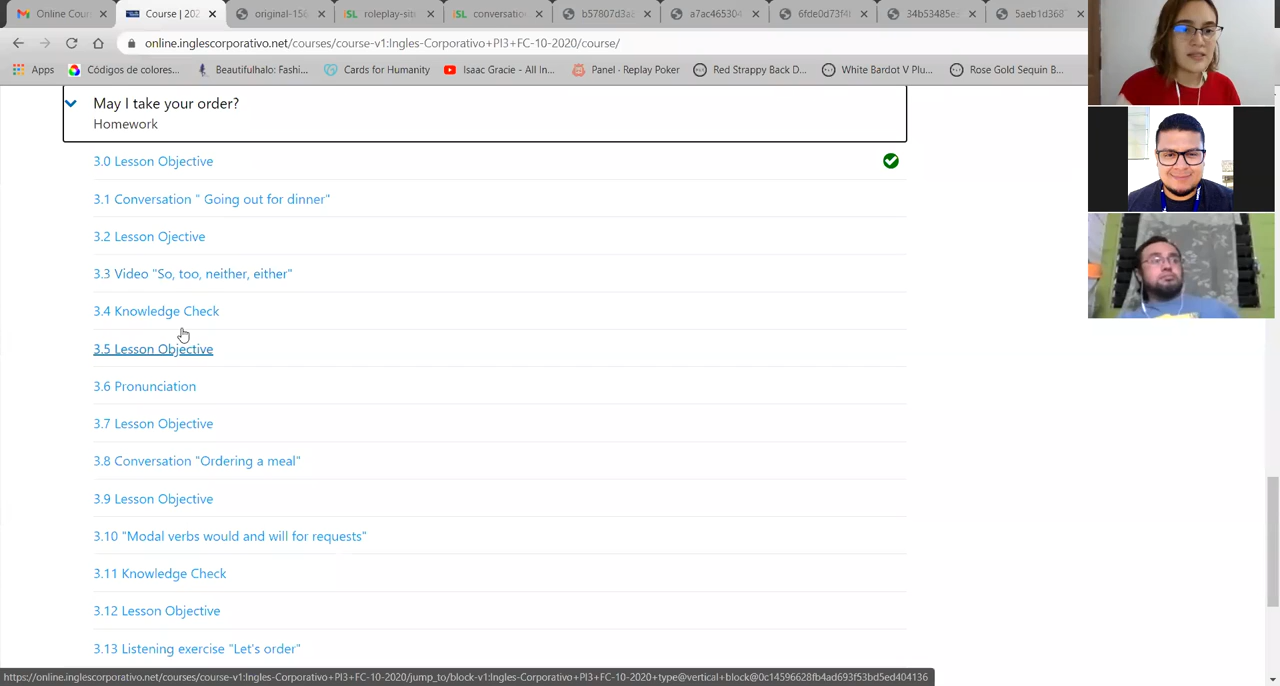 Online Cours
Course | 202
original-156
roleplay-sit
conversatio
b57807d3a
a7ac465304
6fde0d73f4
34b53485e
5aeb1d368
online.inglescorporativo.net/courses/course-v1:Ingles-Corporativo+PI3+FC-10-2020/course/
Apps
Códigos de colores...
Beautifulhalo: Fashi...
Cards for Humanity
Isaac Gracie - All In...
Panel · Replay Poker
Red Strappy Back D...
White Bardot V Plu...
Rose Gold Sequin B...
May I take your order?
Homework
3.0 Lesson Objective
3.1 Conversation " Going out for dinner"
3.2 Lesson Ojective
3.3 Video "So, too, neither, either"
3.4 Knowledge Check
3.5 Lesson Objective
3.6 Pronunciation
3.7 Lesson Objective
3.8 Conversation "Ordering a meal"
3.9 Lesson Objective
3.10 "Modal verbs would and will for requests"
3.11 Knowledge Check
3.12 Lesson Objective
3.13 Listening exercise "Let's order"
https://online.inglescorporativo.net/courses/course-v1:Ingles-Corporativo+PI3+FC-10-2020/jump_to/block-v1:Ingles-Corporativo+PI3+FC-10-2020+type@vertical+block@0c14596628fb4ad693f53bd5ed404136